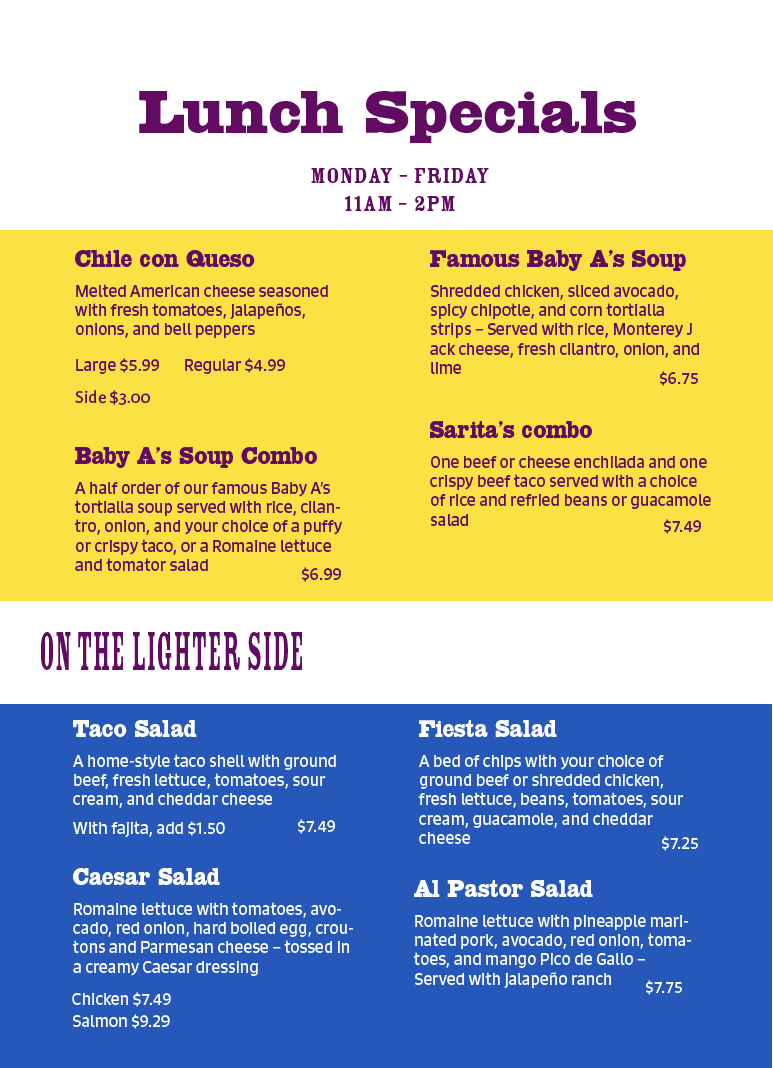 Lunch Specials
MONDAY – FRIDAY
11AM – 2PM
Chile con Queso
Melted American cheese seasoned
with fresh tomatoes, jalapeños,
onions, and bell peppers
Large $5.99 Regular $4.99
Side $3.00
Baby A's Soup Combo
A half order of our famous Baby A's
tortialla soup served with rice, cilan-
tro, onion, and your choice of a puffy
or crispy taco, or a Romaine lettuce
and tomator salad
$6.99
Famous Baby A's Soup
Shredded chicken, sliced avocado,
spicy chipotle, and corn tortialla
strips – Served with rice, Monterey J
ack cheese, fresh cilantro, onion, and
lime
$6.75
Sarita's combo
One beef or cheese enchilada and one
crispy beef taco served with a choice
of rice and refried beans or guacamole
salad
$7.49
ON THE LIGHTER SIDE
Taco Salad
A home-style taco shell with ground
beef, fresh lettuce, tomatoes, sour
cream, and cheddar cheese
With fajita, add $1.50 $7.49
Caesar Salad
Romaine lettuce with tomatoes, avo-
cado, red onion, hard boiled egg, crou-
tons and Parmesan cheese – tossed in
a creamy Caesar dressing
Chicken $7.49
Salmon $9.29
Fiesta Salad
A bed of chips with your choice of
ground beef or shredded chicken,
fresh lettuce, beans, tomatoes, sour
cream, guacamole, and cheddar
cheese
$7.25
Al Pastor Salad
Romaine lettuce with pineapple mari-
nated pork, avocado, red onion, toma-
toes, and mango Pico de Gallo –
Served with jalapeño ranch
$7.75